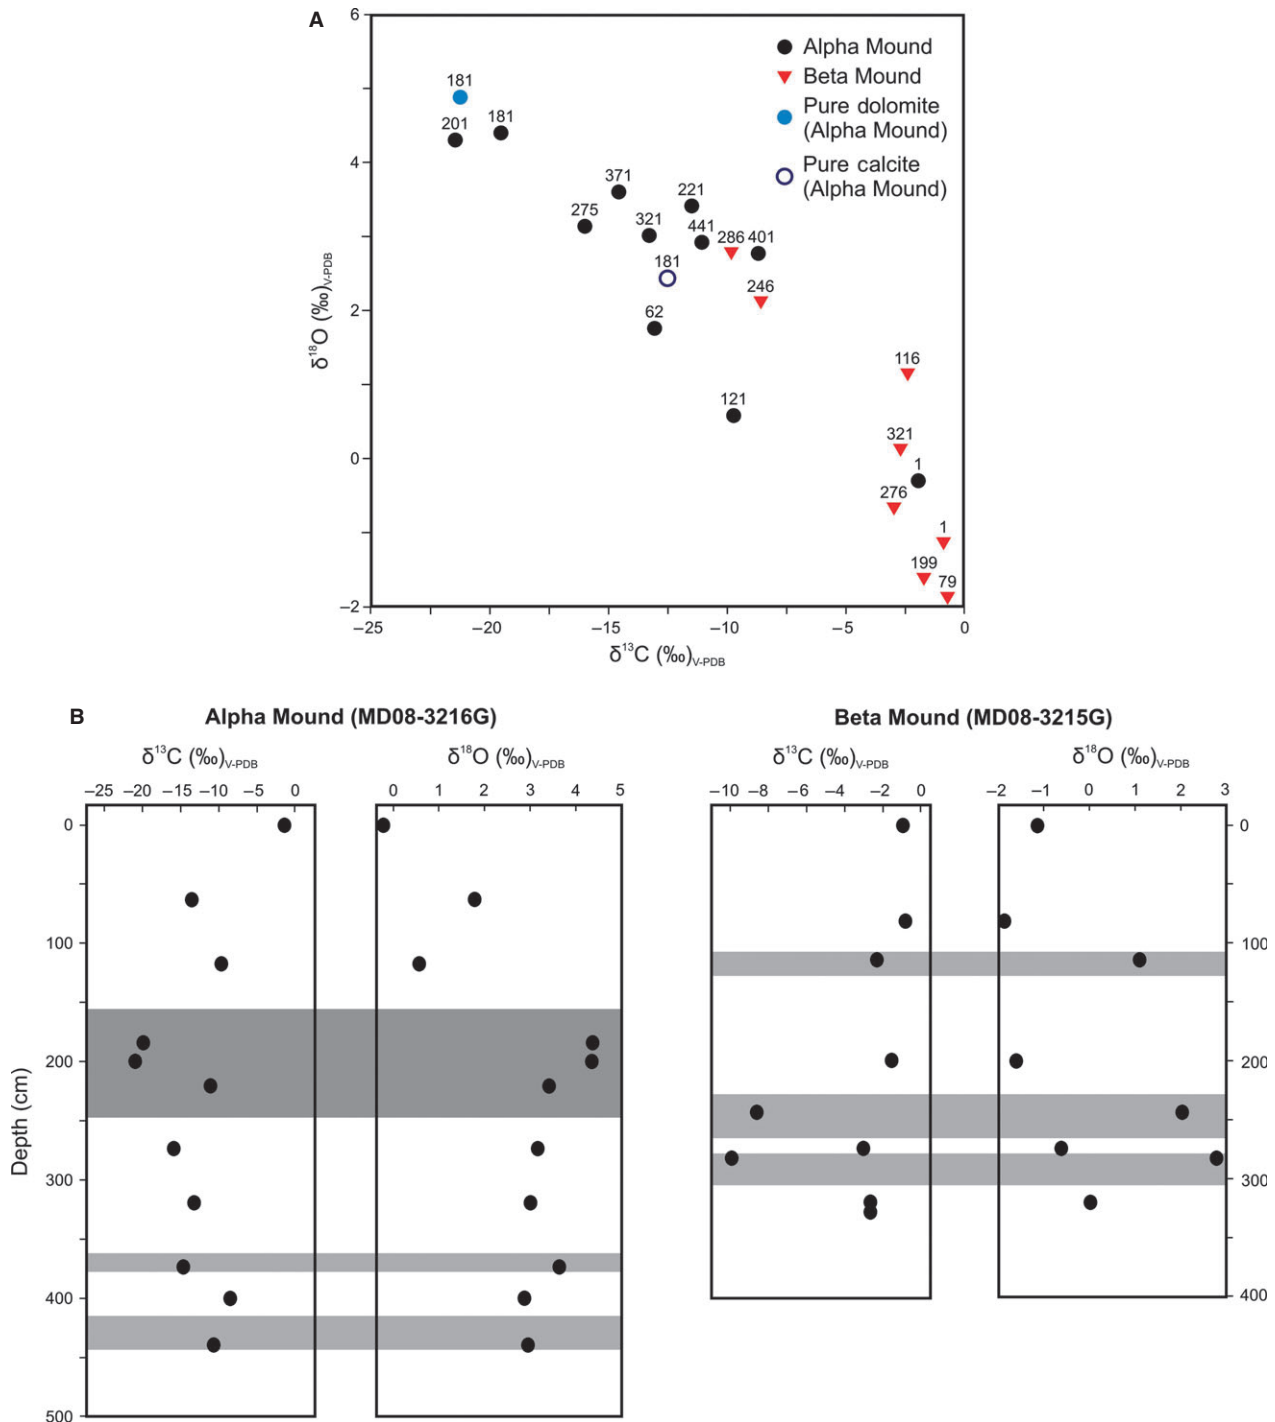 A
6
4
2
0
–2
δ¹⁸O (‰)V-PDB
–25 –20 –15 –10 –5 0
δ¹³C (‰)V-PDB
Alpha Mound
Beta Mound
Pure dolomite
(Alpha Mound)
Pure calcite
(Alpha Mound)
181
201 181
371
275
321
221
441
286 401
181
246
62
121
116
321
1
276
1
199
79
B
Alpha Mound (MD08-3216G)
δ¹³C (‰)V-PDB δ¹⁸O (‰)V-PDB
–25 –20 –15 –10 –5 0
0 1 2 3 4 5
Depth (cm)
0
100
200
300
400
500
Beta Mound (MD08-3215G)
δ¹³C (‰)V-PDB δ¹⁸O (‰)V-PDB
–10 –8 –6 –4 –2 0
–2 –1 0 1 2 3
0
100
200
300
400